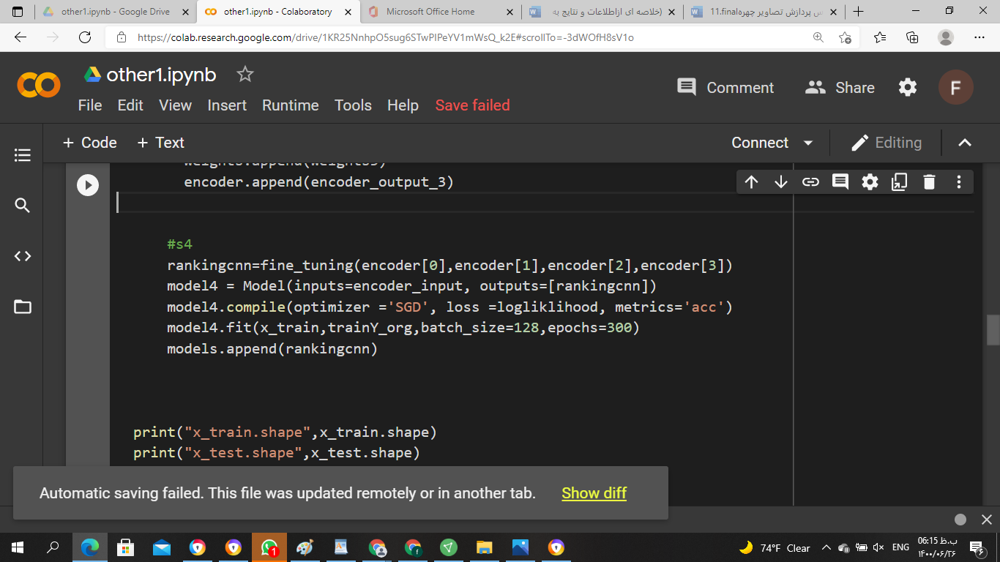 other1.ipynb - Google Drive
other1.ipynb - Colaboratory
Microsoft Office Home
(خلاصه ای ازاطلاعات و نتایج به
11.finalس پردازش تصاویر چهره
https://colab.research.google.com/drive/1KR25NnhpO5sug6STwPlPeYV1mWsQ_k2E#scrollTo=-3dWOfH8sV1o
other1.ipynb
Comment
Share
F
File Edit View Insert Runtime Tools Help Save failed
+ Code + Text
Connect
Editing
weights.append(weights3)
encoder.append(encoder_output_3)
#s4
rankingcnn=fine_tuning(encoder[0],encoder[1],encoder[2],encoder[3])
model4 = Model(inputs=encoder_input, outputs=[rankingcnn])
model4.compile(optimizer ='SGD', loss =logliklihood, metrics='acc')
model4.fit(x_train,trainY_org,batch_size=128,epochs=300)
models.append(rankingcnn)
print("x_train.shape",x_train.shape)
print("x_test.shape",x_test.shape)
Automatic saving failed. This file was updated remotely or in another tab. Show diff
1
74°F Clear
ENG
06:15 ب.ظ
۱۴۰۰/۰۶/۲۶